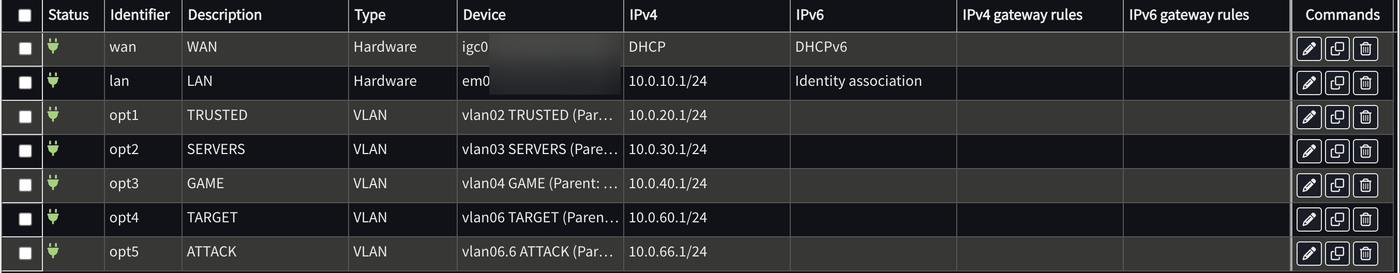 Status Identifier Description Type Device IPv4 IPv6 IPv4 gateway rules IPv6 gateway rules Commands
wan WAN Hardware igc0 DHCP DHCPv6
lan LAN Hardware em0 10.0.10.1/24 Identity association
opt1 TRUSTED VLAN vlan02 TRUSTED (Par... 10.0.20.1/24
opt2 SERVERS VLAN vlan03 SERVERS (Pare... 10.0.30.1/24
opt3 GAME VLAN vlan04 GAME (Parent: ... 10.0.40.1/24
opt4 TARGET VLAN vlan06 TARGET (Paren... 10.0.60.1/24
opt5 ATTACK VLAN vlan06.6 ATTACK (Par... 10.0.66.1/24